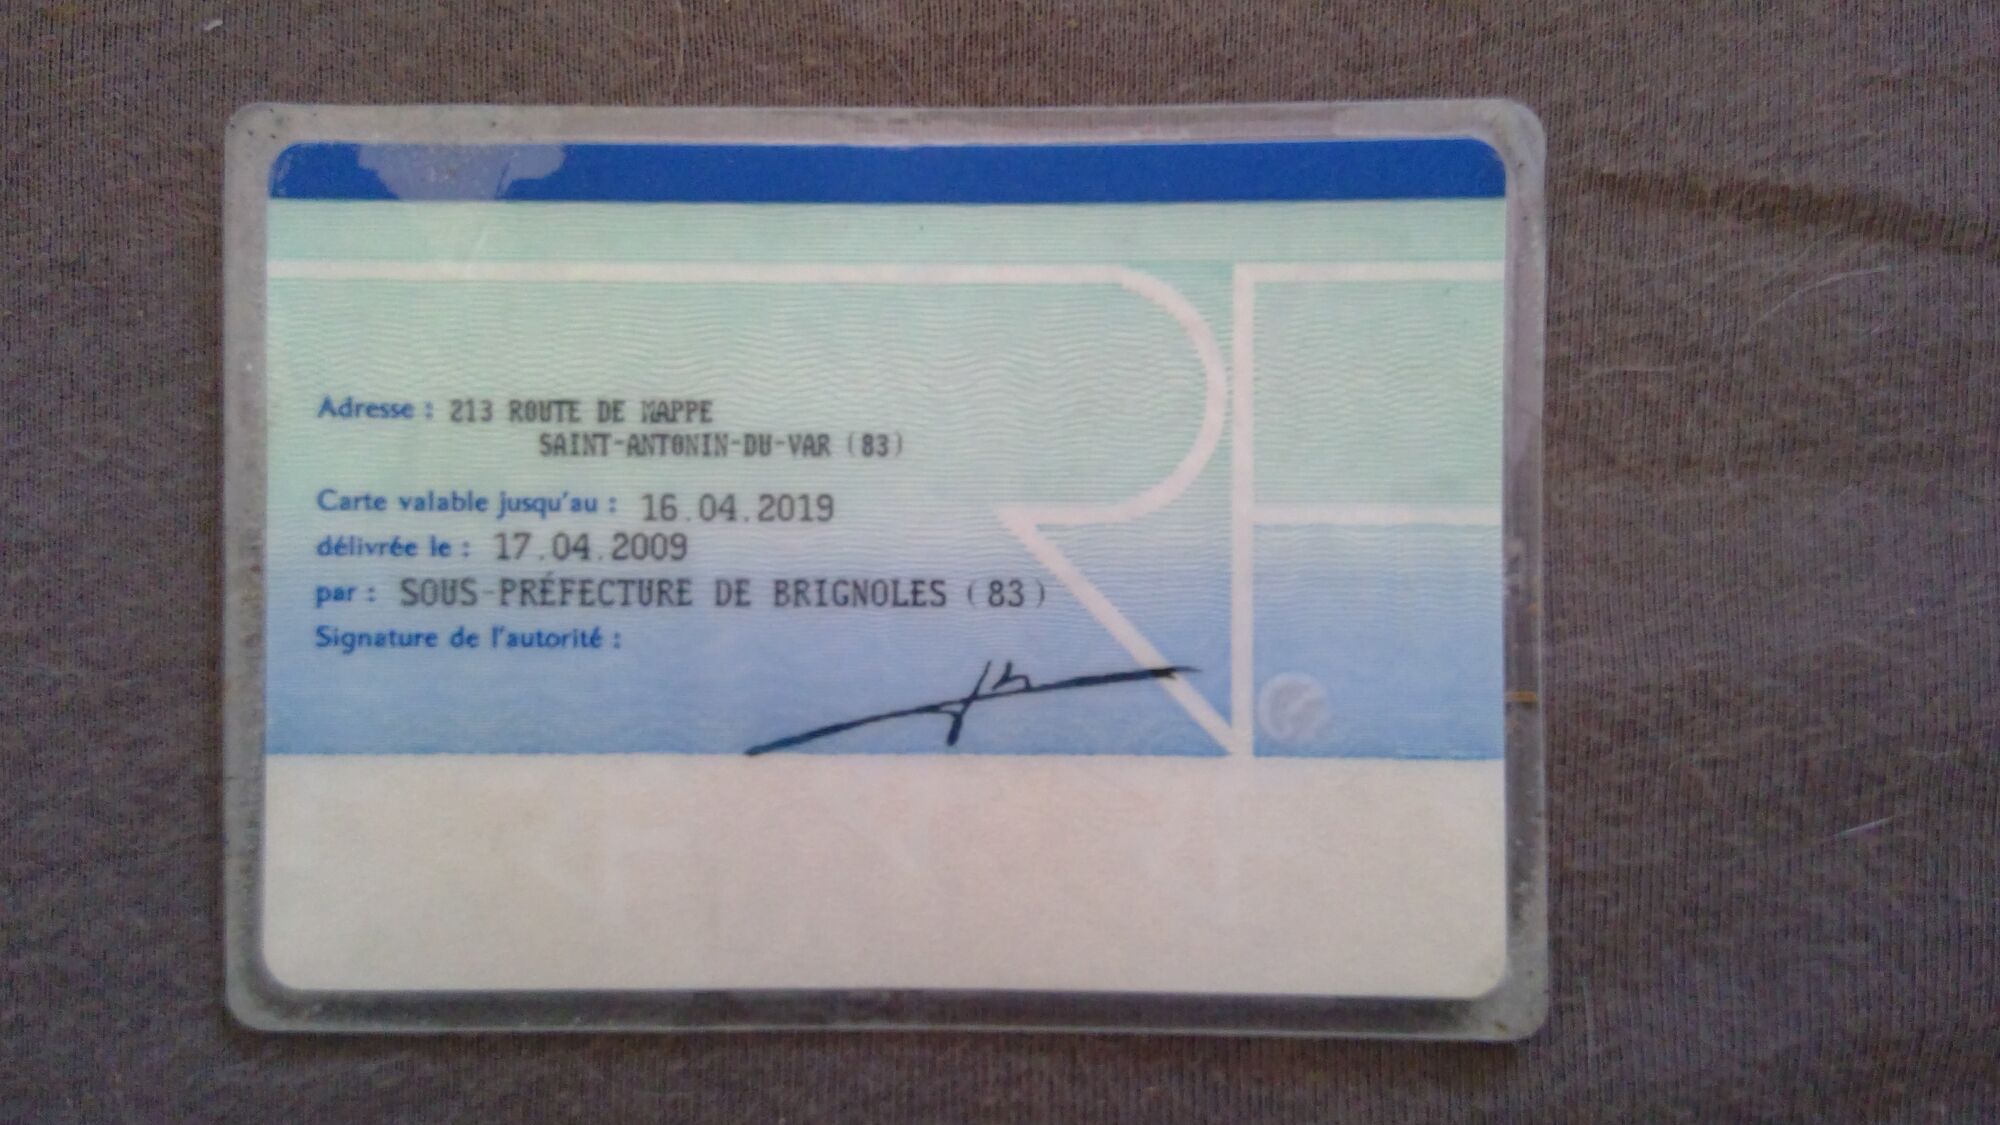 Adresse : 213 ROUTE DE MAPPE
SAINT-ANTONIN-DU-VAR (83)
Carte valable jusqu'au : 16.04.2019
délivrée le : 17.04.2009
par : SOUS-PRÉFECTURE DE BRIGNOLES (83)
Signature de l'autorité :
RF